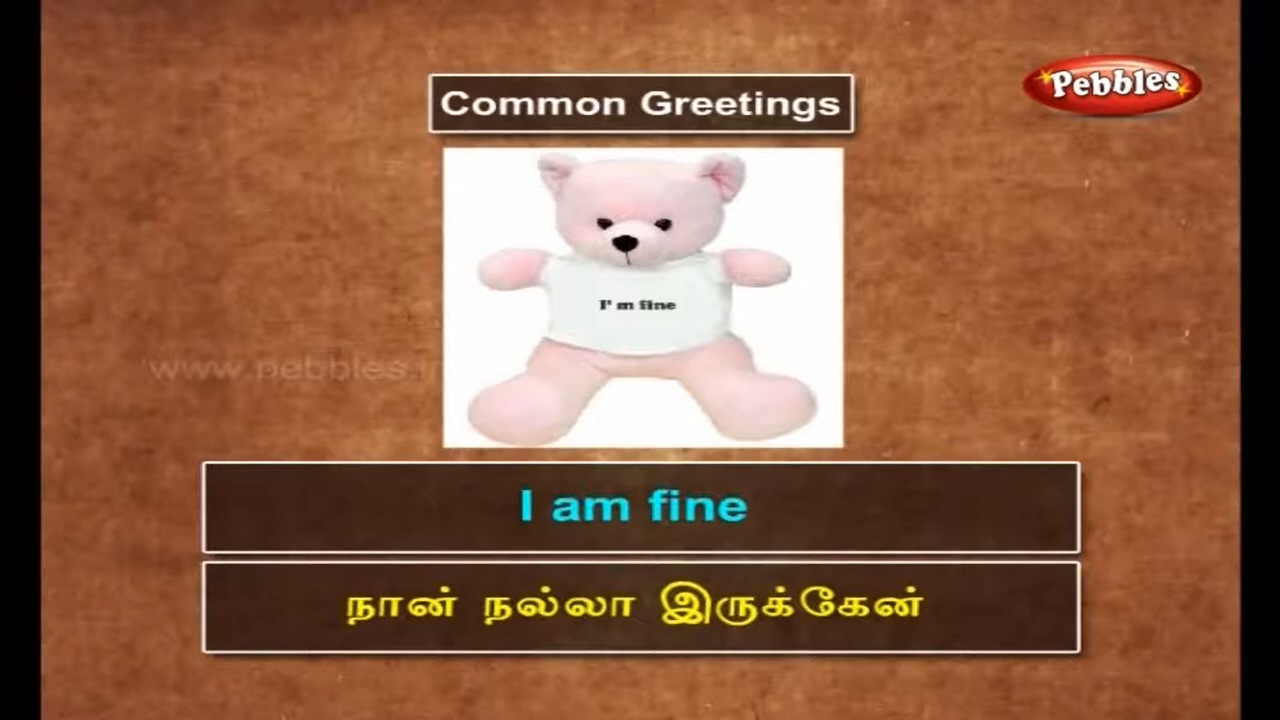 Common Greetings
Pebbles
I' m fine
www.pebbles.
I am fine
நான் நல்லா இருக்கேன்